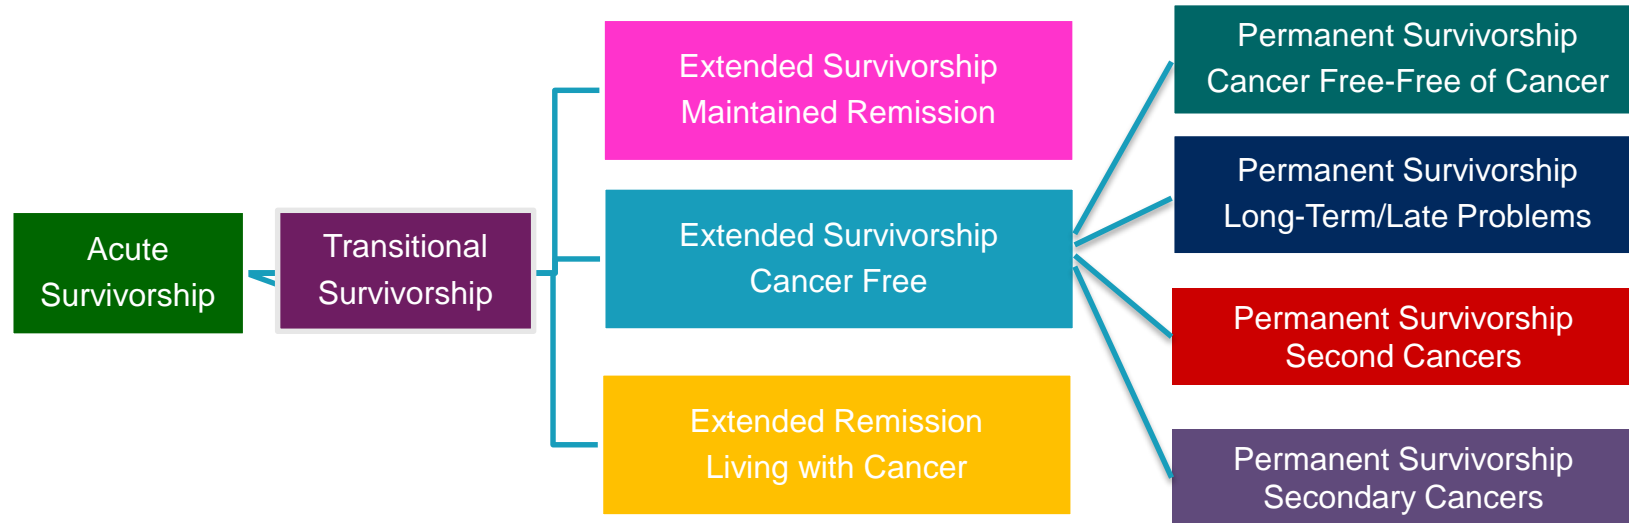 Acute
Survivorship
Transitional
Survivorship
Extended Survivorship
Maintained Remission
Extended Survivorship
Cancer Free
Extended Remission
Living with Cancer
Permanent Survivorship
Cancer Free-Free of Cancer
Permanent Survivorship
Long-Term/Late Problems
Permanent Survivorship
Second Cancers
Permanent Survivorship
Secondary Cancers